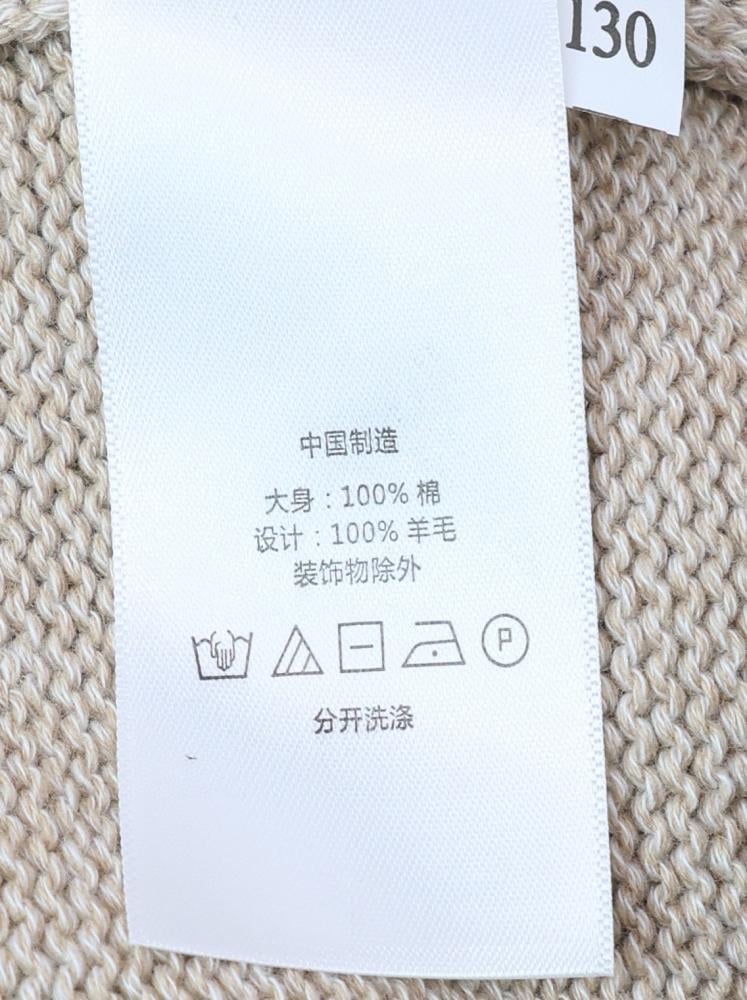 130
中国制造
大身：100% 棉
设计：100% 羊毛
装饰物除外
P
分开洗涤